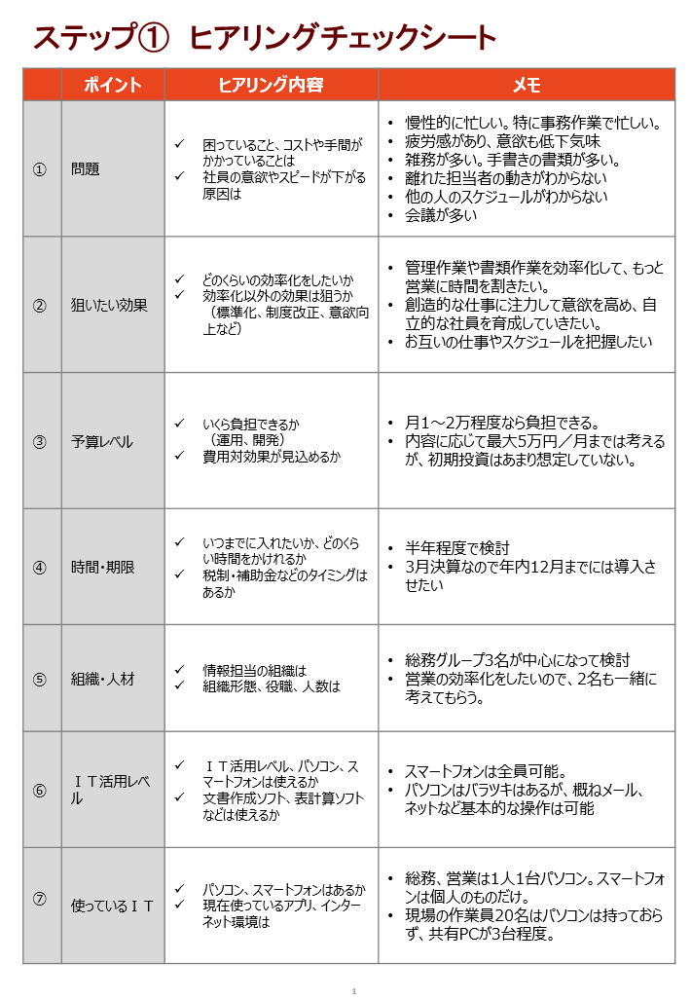 ステップ① ヒアリングチェックシート
ポイント ヒアリング内容 メモ
① 問題
✓ 困っていること、コストや手間が
かかっていることは
✓ 社員の意欲やスピードが下がる
原因は
• 慢性的に忙しい。特に事務作業で忙しい。
• 疲労感があり、意欲も低下気味
• 雑務が多い。手書きの書類が多い。
• 離れた担当者の動きがわからない
• 他の人のスケジュールがわからない
• 会議が多い
② 狙いたい効果
✓ どのくらいの効率化をしたいか
✓ 効率化以外の効果は狙うか
（標準化、制度改正、意欲向
上など）
• 管理作業や書類作業を効率化して、もっと
営業に時間を割きたい。
• 創造的な仕事に注力して意欲を高め、自
立的な社員を育成していきたい。
• お互いの仕事やスケジュールを把握したい
③ 予算レベル
✓ いくら負担できるか
（運用、開発）
✓ 費用対効果が見込めるか
• 月1～2万程度なら負担できる。
• 内容に応じて最大5万円／月までは考える
が、初期投資はあまり想定していない。
④ 時間・期限
✓ いつまでに入れたいか、どのくら
い時間をかけれるか
✓ 税制・補助金などのタイミングは
あるか
• 半年程度で検討
• 3月決算なので年内12月までには導入さ
せたい
⑤ 組織・人材
✓ 情報担当の組織は
✓ 組織形態、役職、人数は
• 総務グループ3名が中心になって検討
• 営業の効率化をしたいので、2名も一緒に
考えてもらう。
⑥ ＩＴ活用レベ
ル
✓ ＩＴ活用レベル、パソコン、ス
マートフォンは使えるか
✓ 文書作成ソフト、表計算ソフト
などは使えるか
• スマートフォンは全員可能。
• パソコンはバラツキはあるが、概ねメール、
ネットなど基本的な操作は可能
⑦ 使っているＩＴ
✓ パソコン、スマートフォンはあるか
✓ 現在使っているアプリ、インター
ネット環境は
• 総務、営業は1人1台パソコン。スマートフォ
ンは個人のものだけ。
• 現場の作業員20名はパソコンは持っておら
ず、共有PCが3台程度。
1